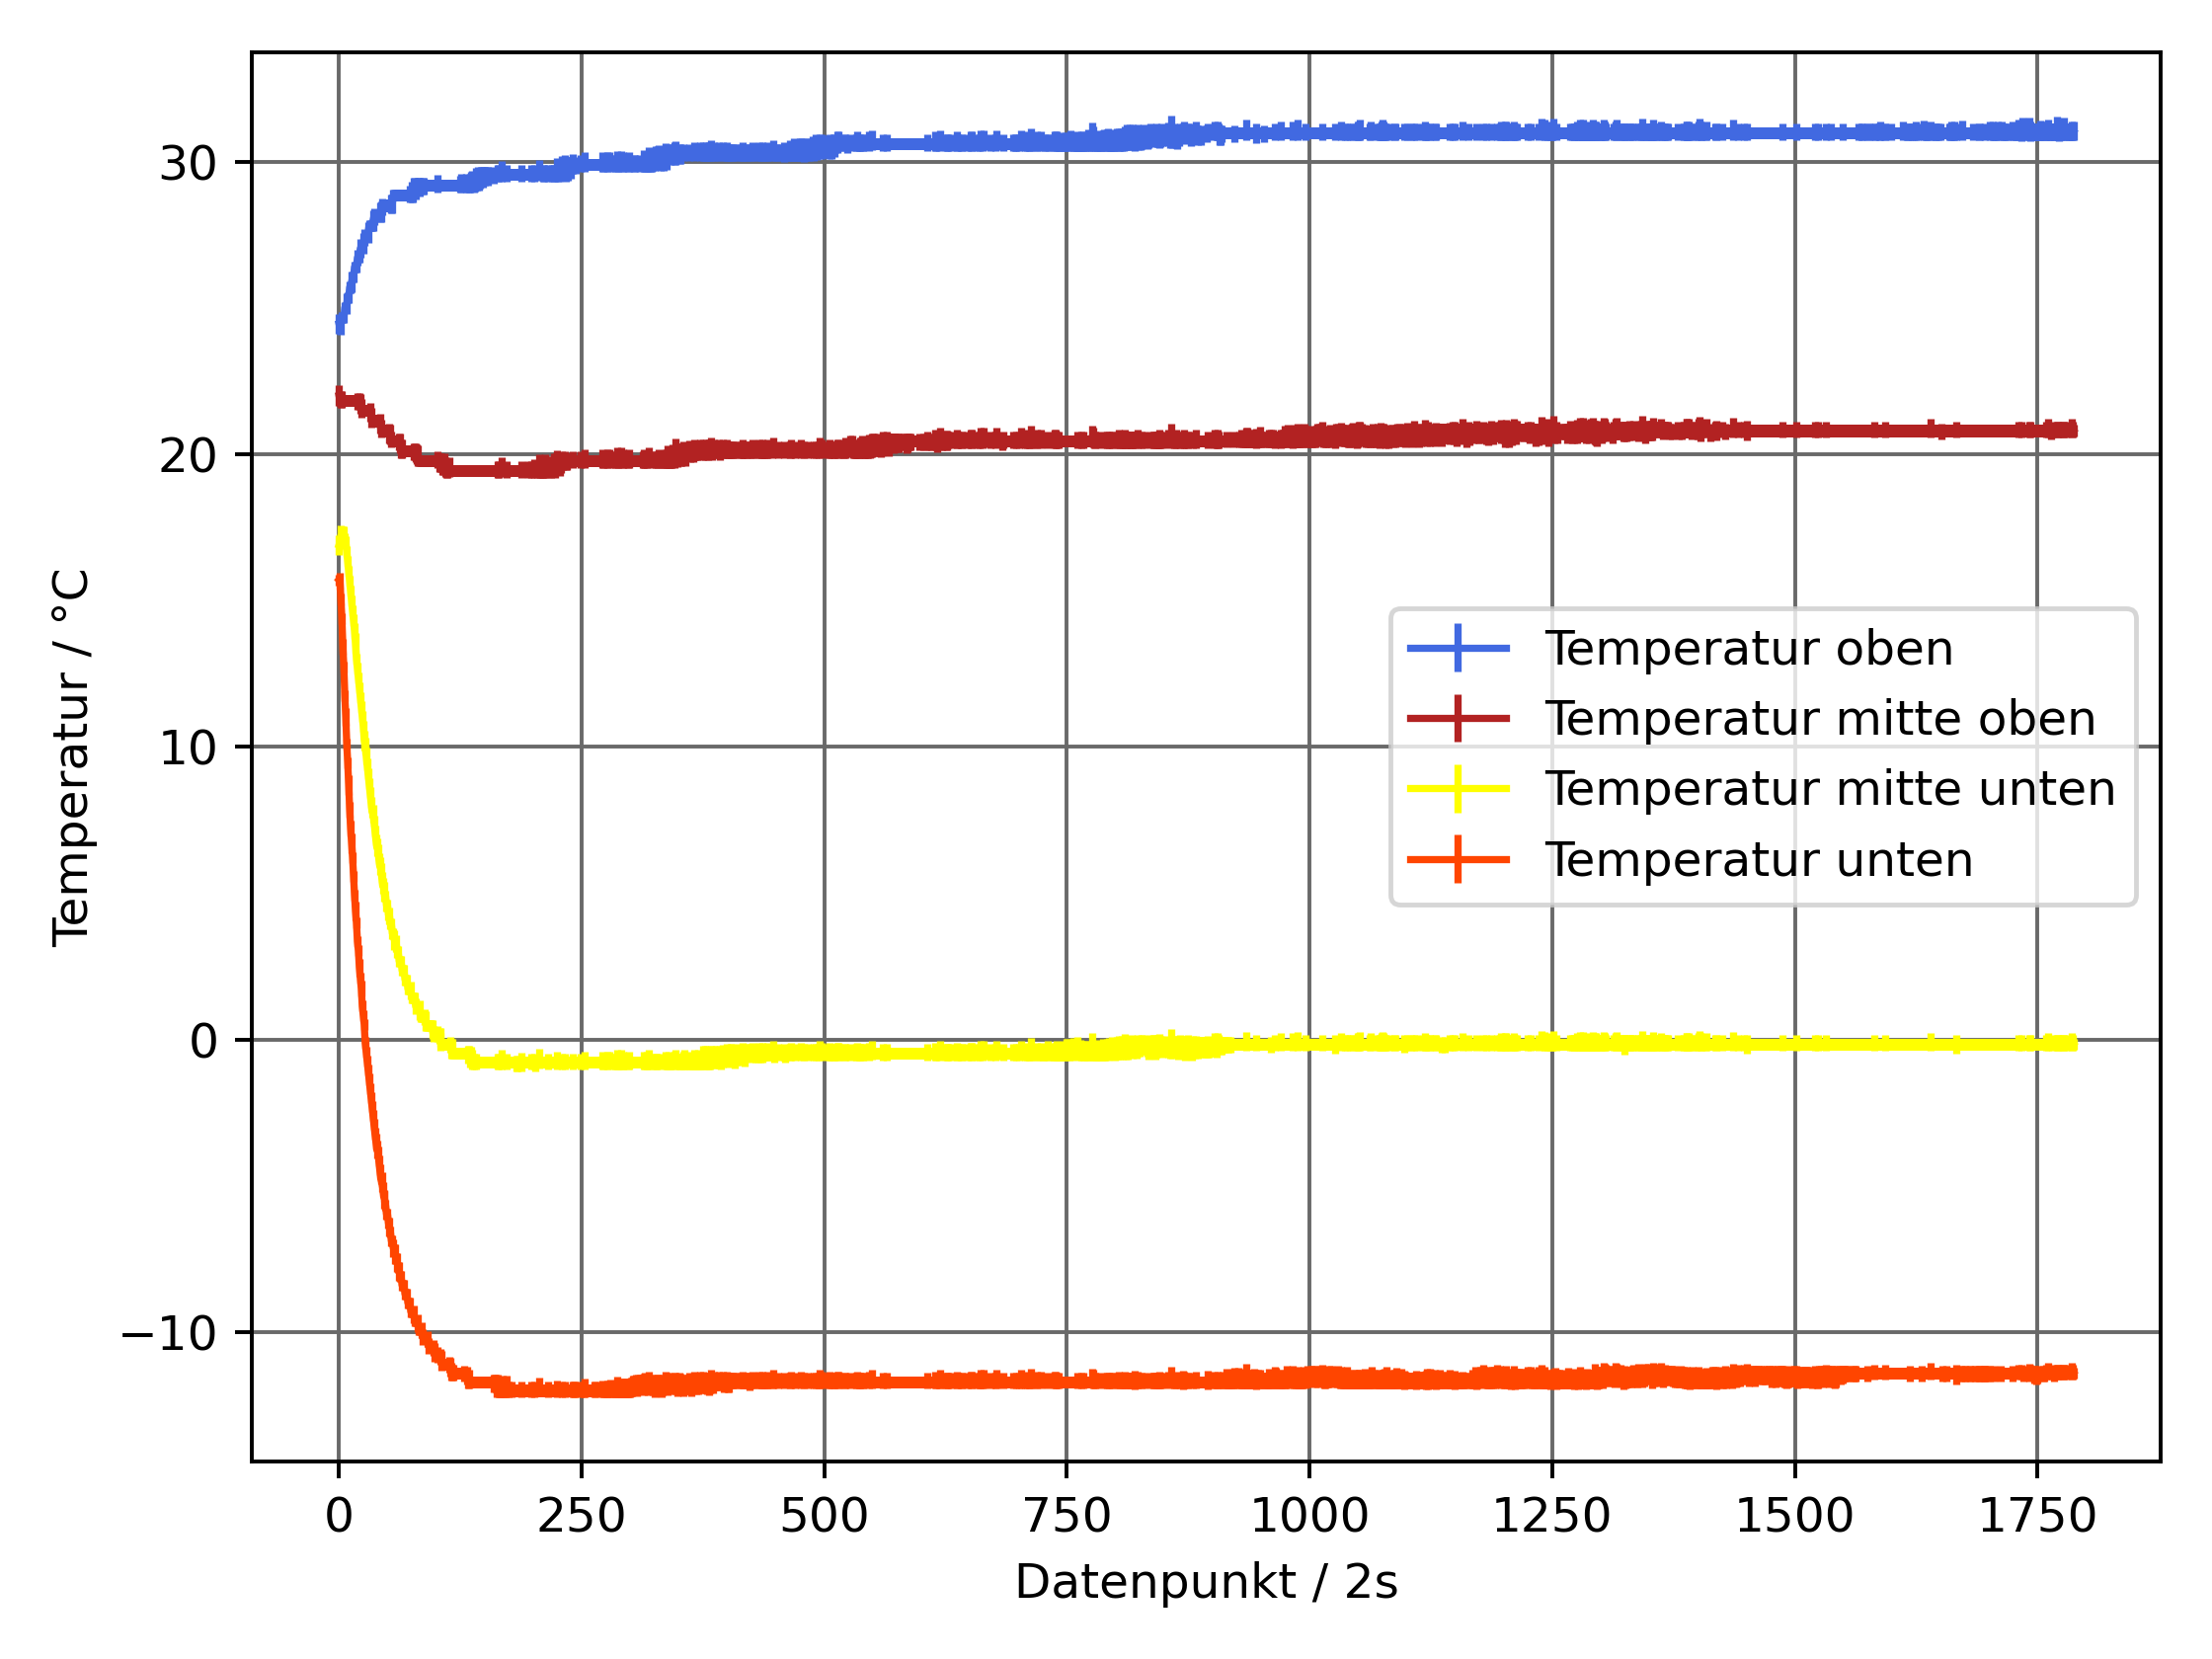 30
20
10
0
−10
Temperatur / °C
Temperatur oben
Temperatur mitte oben
Temperatur mitte unten
Temperatur unten
0 250 500 750 1000 1250 1500 1750
Datenpunkt / 2s